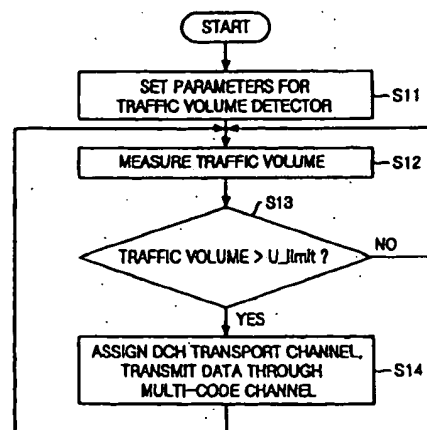 START
SET PARAMETERS FOR
TRAFFIC VOLUME DETECTOR
S11
MEASURE TRAFFIC VOLUME
S12
S13
TRAFFIC VOLUME > U_limit ?
NO
YES
ASSIGN DCH TRANSPORT CHANNEL,
TRANSMIT DATA THROUGH
MULTI-CODE CHANNEL
S14